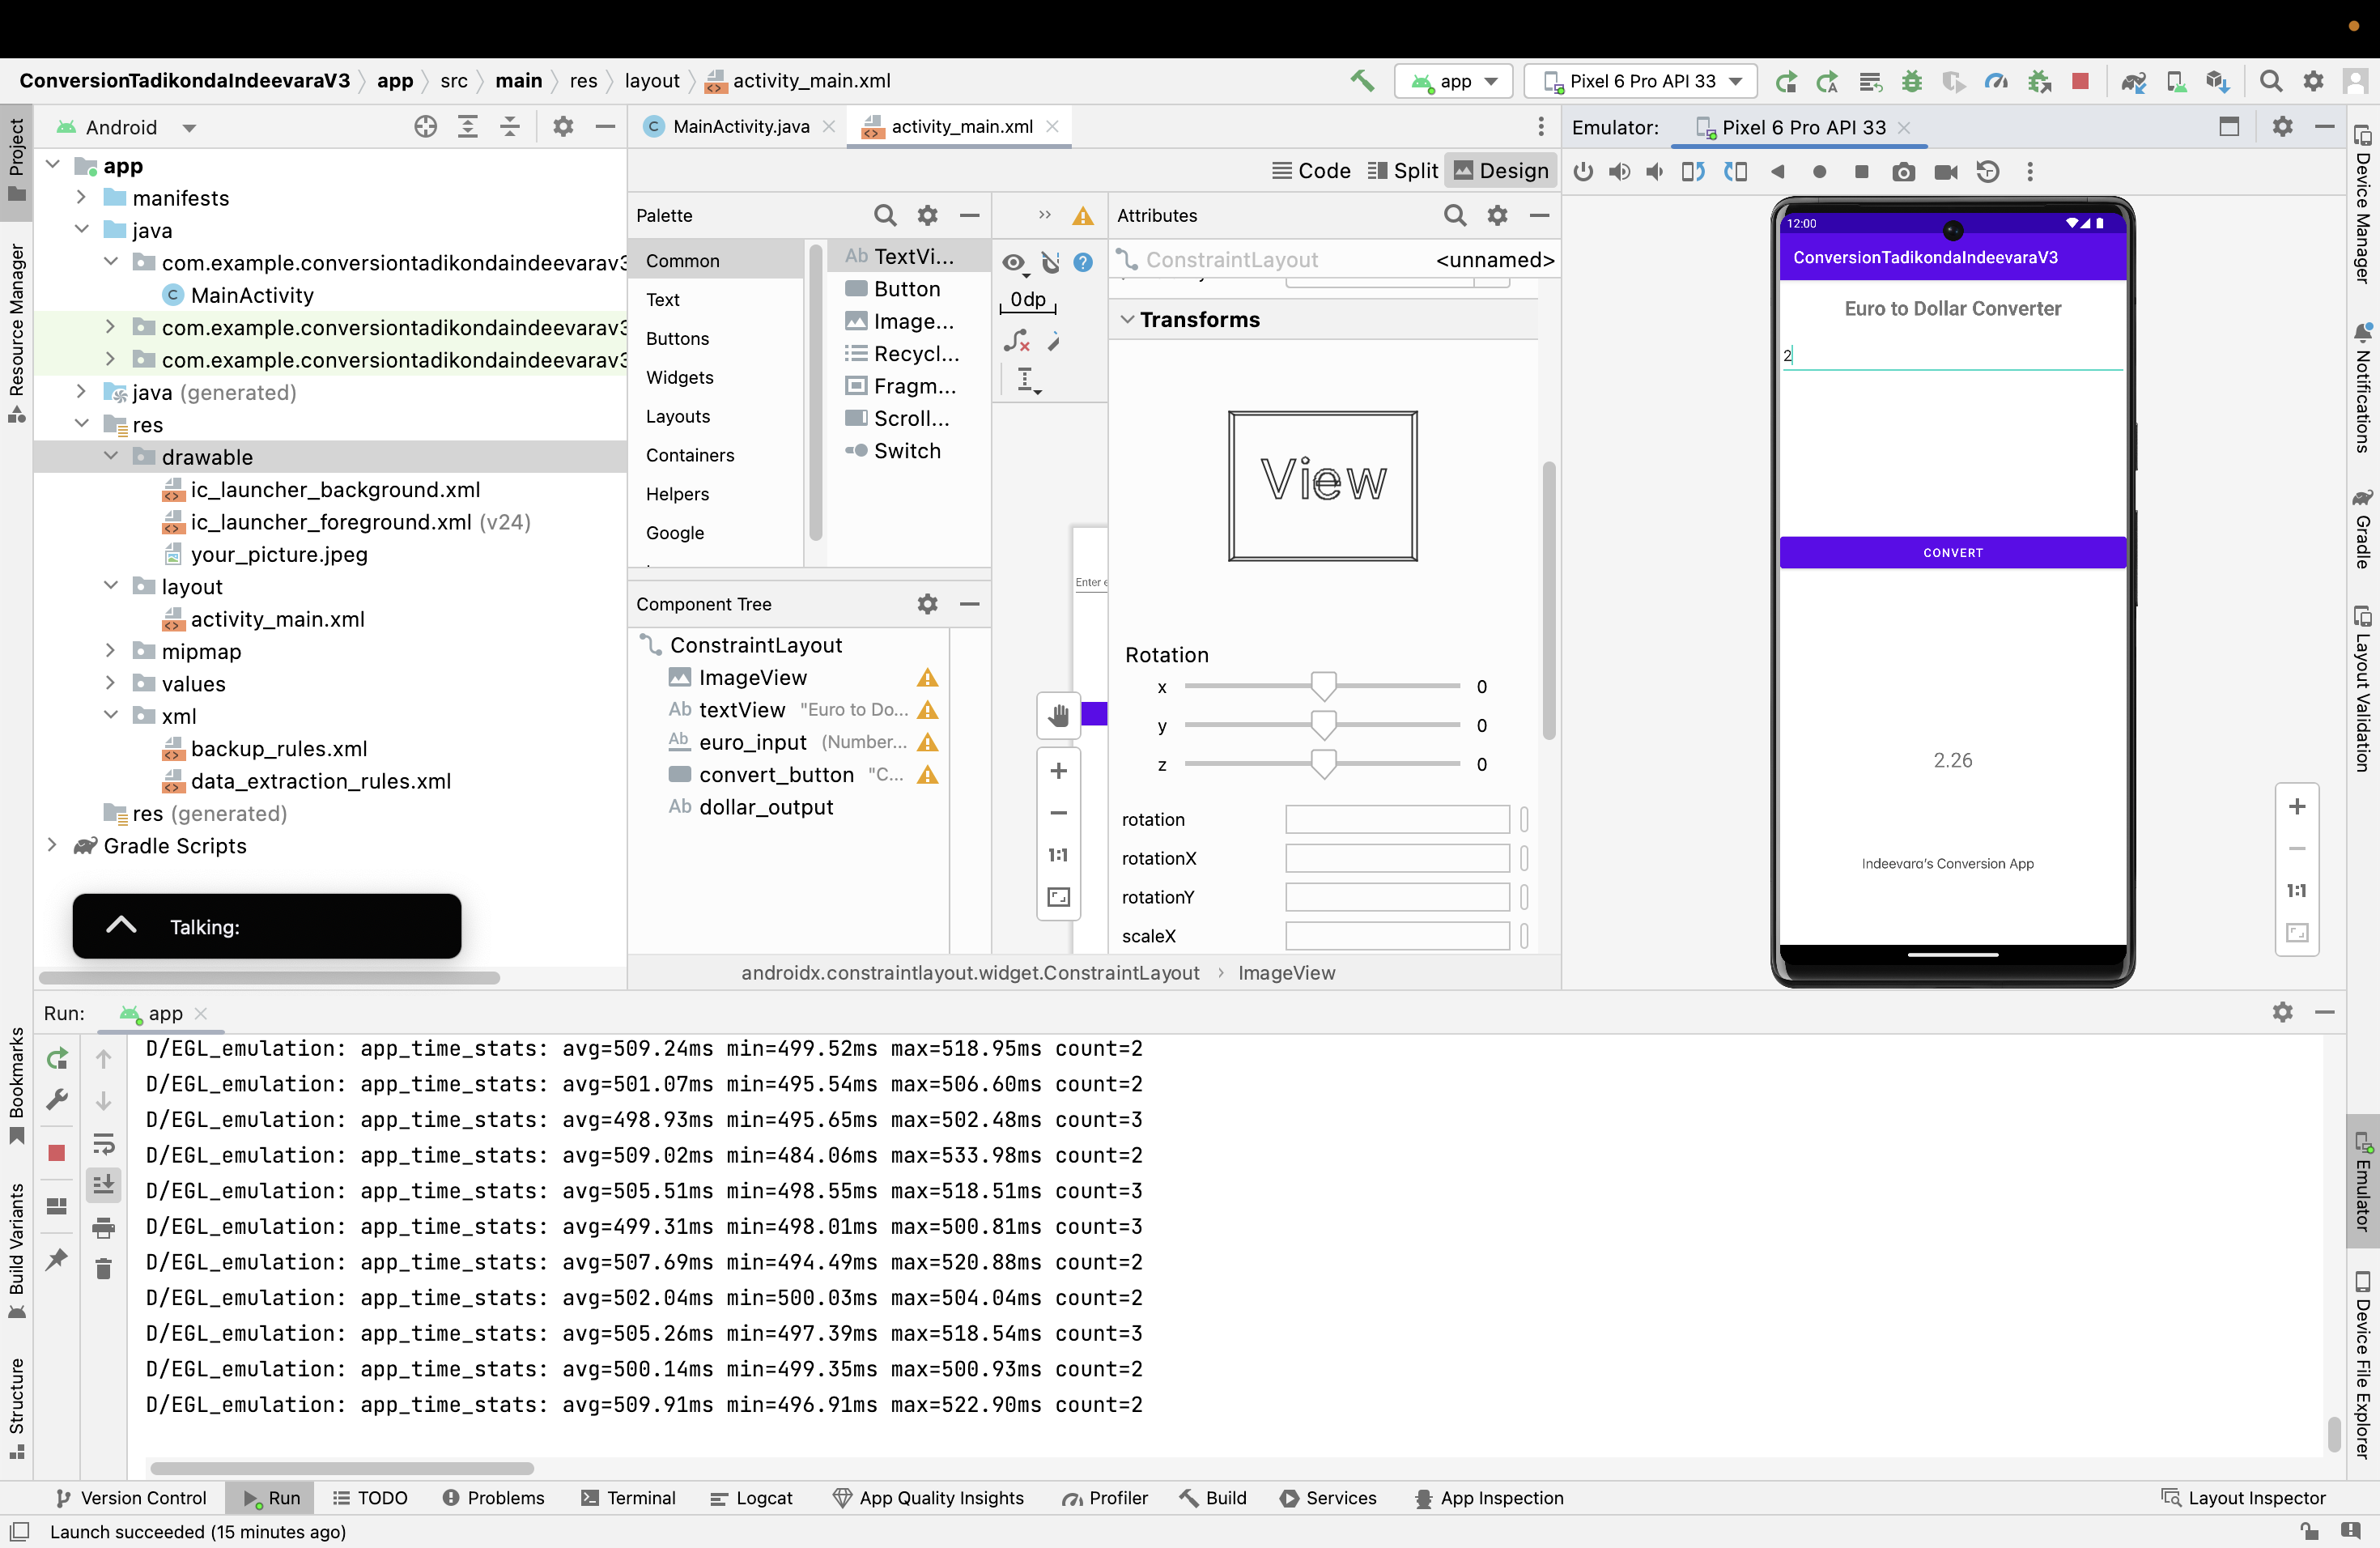 ConversionTadikondaIndeevaraV3 app src main res layout activity_main.xml
app Pixel 6 Pro API 33
Android
MainActivity.java activity_main.xml
Emulator: Pixel 6 Pro API 33
Code Split Design
Project
Resource Manager
Bookmarks
Build Variants
Structure
app
manifests
java
com.example.conversiontadikondaindeevarav3
MainActivity
com.example.conversiontadikondaindeevarav3
com.example.conversiontadikondaindeevarav3
java (generated)
res
drawable
ic_launcher_background.xml
ic_launcher_foreground.xml (v24)
your_picture.jpeg
layout
activity_main.xml
mipmap
values
xml
backup_rules.xml
data_extraction_rules.xml
res (generated)
Gradle Scripts
Talking:
Palette
Common
Text
Buttons
Widgets
Layouts
Containers
Helpers
Google
Ab TextVi...
Button
Image...
Recycl...
Fragm...
Scroll...
Switch
Component Tree
ConstraintLayout
ImageView
Ab textView "Euro to Do...
Ab euro_input (Number...
convert_button "C...
Ab dollar_output
0dp
Enter e
1:1
Attributes
ConstraintLayout <unnamed>
Transforms
View
Rotation
x 0
y 0
z 0
rotation
rotationX
rotationY
scaleX
androidx.constraintlayout.widget.ConstraintLayout › ImageView
12:00
ConversionTadikondaIndeevaraV3
Euro to Dollar Converter
2
CONVERT
2.26
Indeevara's Conversion App
1:1
Device Manager
Notifications
Gradle
Layout Validation
Emulator
Device File Explorer
Run: app
D/EGL_emulation: app_time_stats: avg=509.24ms min=499.52ms max=518.95ms count=2
D/EGL_emulation: app_time_stats: avg=501.07ms min=495.54ms max=506.60ms count=2
D/EGL_emulation: app_time_stats: avg=498.93ms min=495.65ms max=502.48ms count=3
D/EGL_emulation: app_time_stats: avg=509.02ms min=484.06ms max=533.98ms count=2
D/EGL_emulation: app_time_stats: avg=505.51ms min=498.55ms max=518.51ms count=3
D/EGL_emulation: app_time_stats: avg=499.31ms min=498.01ms max=500.81ms count=3
D/EGL_emulation: app_time_stats: avg=507.69ms min=494.49ms max=520.88ms count=2
D/EGL_emulation: app_time_stats: avg=502.04ms min=500.03ms max=504.04ms count=2
D/EGL_emulation: app_time_stats: avg=505.26ms min=497.39ms max=518.54ms count=3
D/EGL_emulation: app_time_stats: avg=500.14ms min=499.35ms max=500.93ms count=2
D/EGL_emulation: app_time_stats: avg=509.91ms min=496.91ms max=522.90ms count=2
Version Control Run TODO Problems Terminal Logcat App Quality Insights Profiler Build Services App Inspection Layout Inspector
Launch succeeded (15 minutes ago)